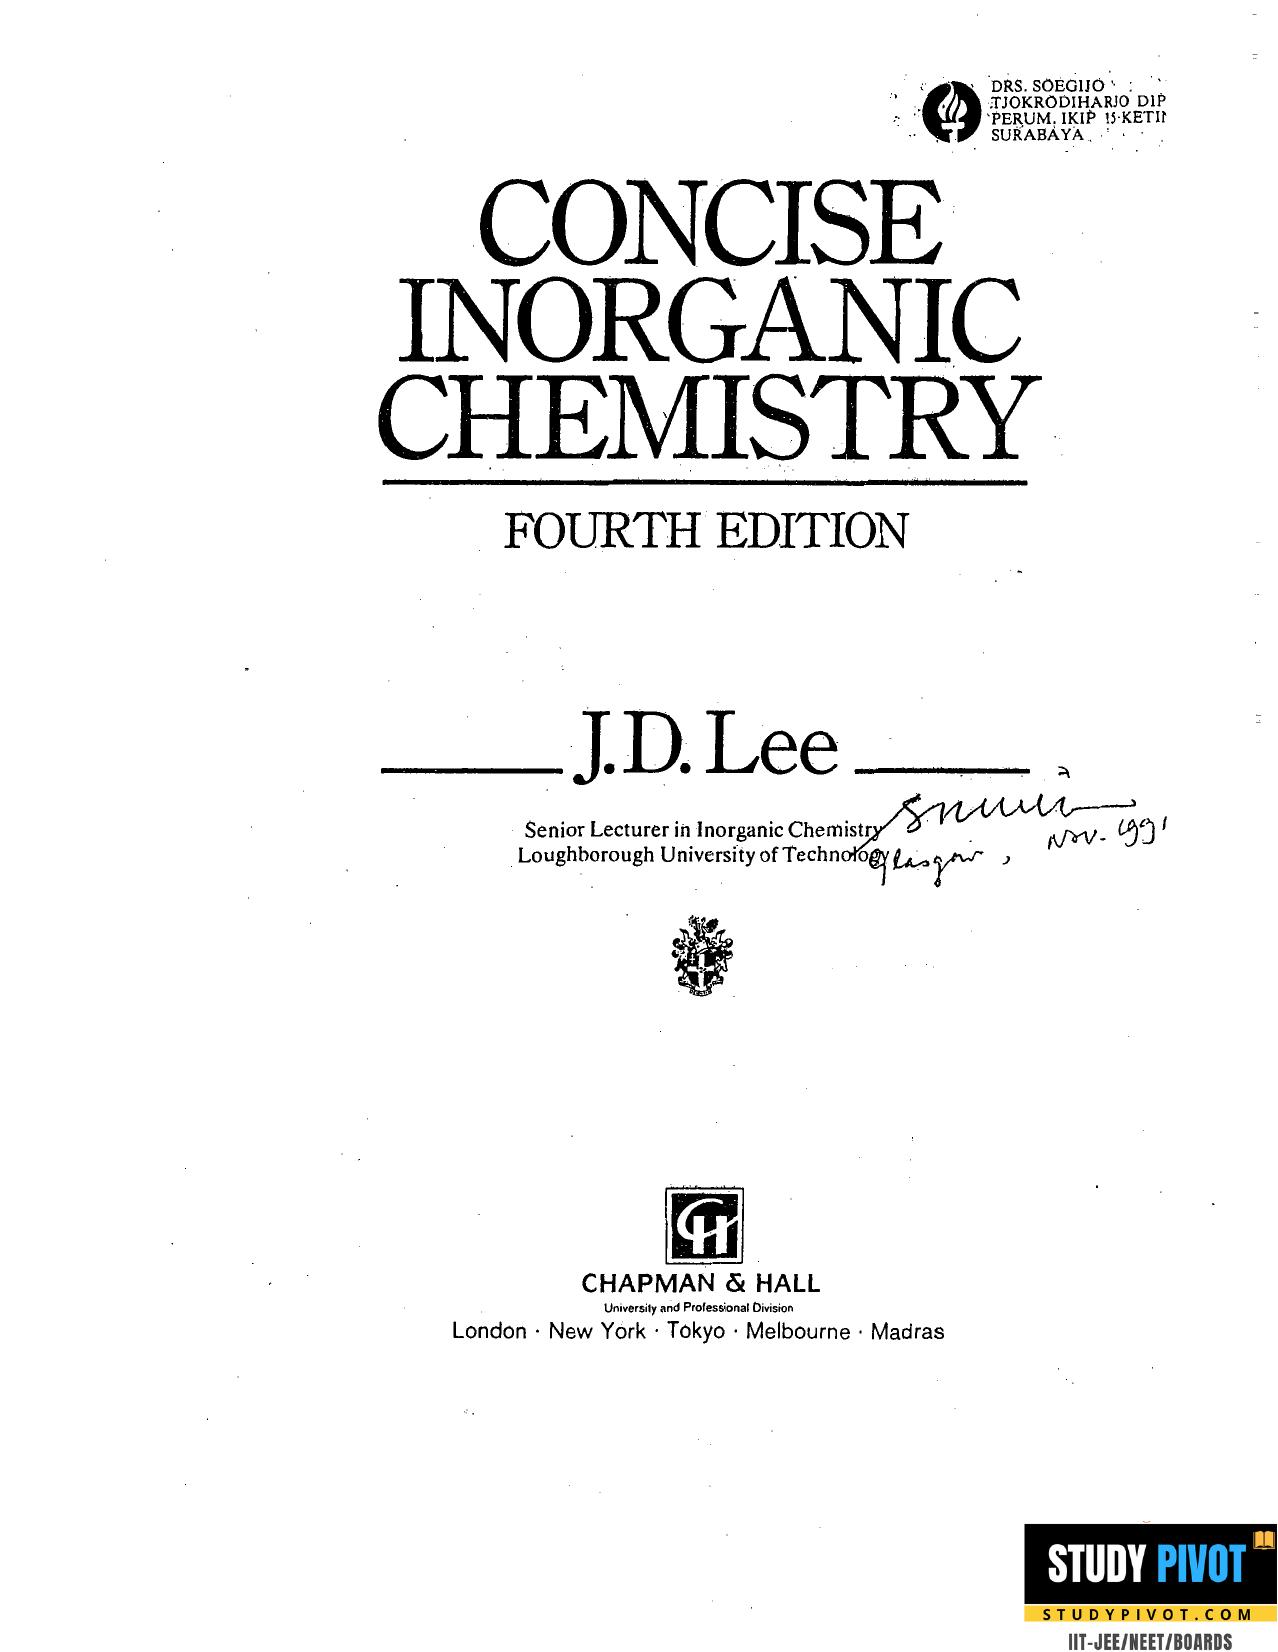 DRS. SOEGIJO
TJOKRODIHARJO DIP
PERUM. IKIP
SURABAYA
CONCISE
INORGANIC
CHEMISTRY
FOURTH EDITION
J.D. Lee
Senior Lecturer in Inorganic Chemistry
Loughborough University of Technology
Glasgow, Nov. 1991
CHAPMAN & HALL
University and Professional Division
London · New York · Tokyo · Melbourne · Madras
STUDY PIVOT
STUDYPIVOT.COM
IIT-JEE/NEET/BOARDS